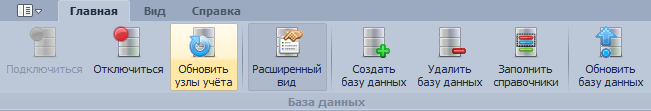 Главная Вид Справка
Подключиться Отключиться Обновить узлы учёта Расширенный вид Создать базу данных Удалить базу данных Заполнить справочники Обновить базу данных
База данных